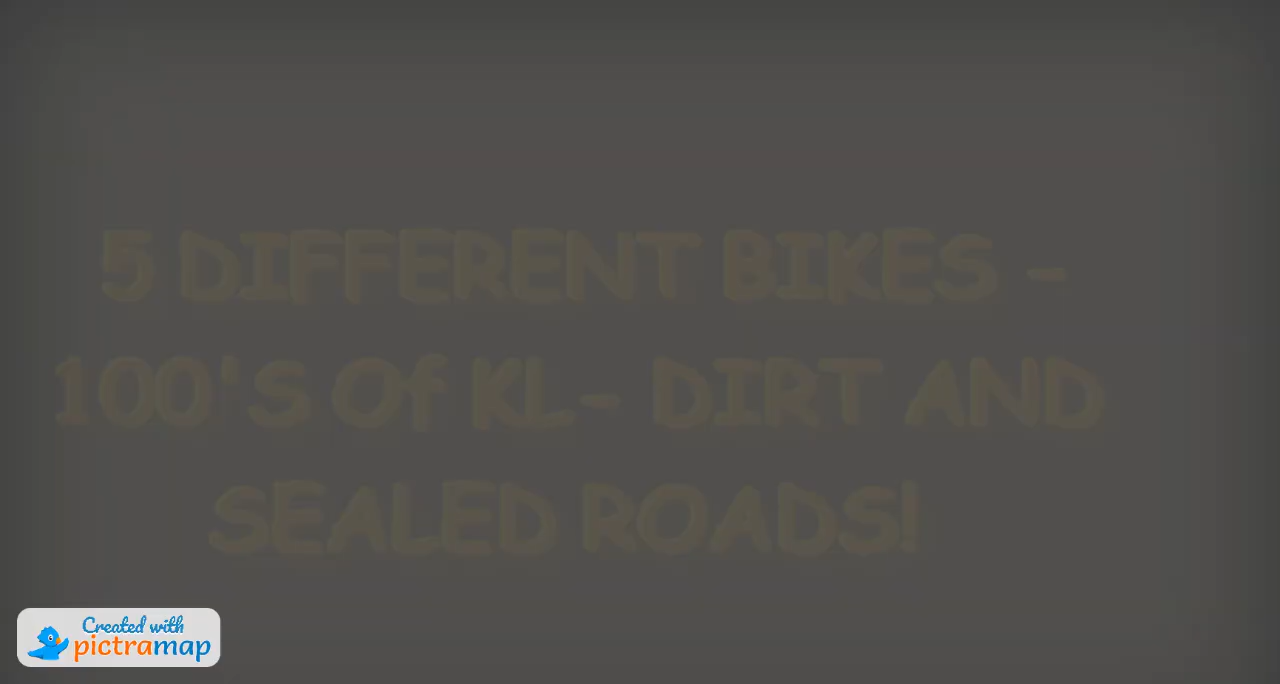 5 DIFFERENT BIKES -
100'S Of KL- DIRT AND
SEALED ROADS!
Created with
pictramap